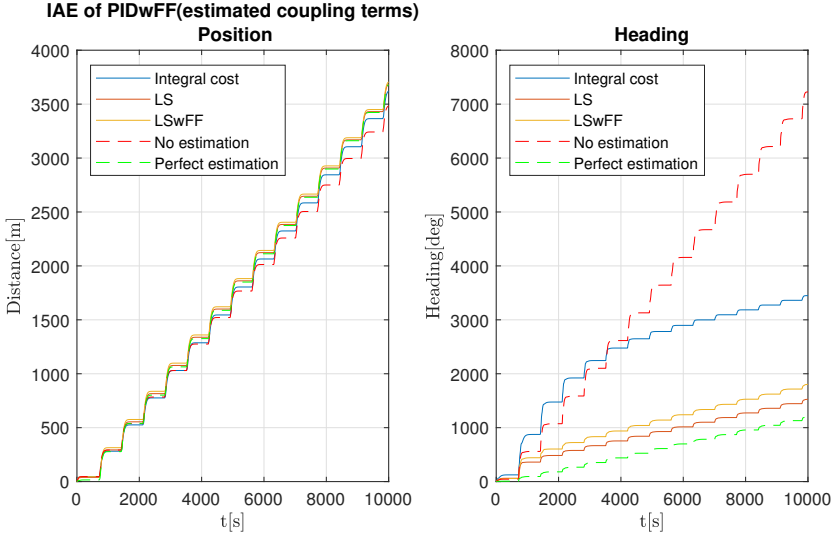 IAE of PIDwFF(estimated coupling terms)
Position
4000
3500
3000
2500
2000
1500
1000
500
0
Distance[m]
Integral cost
LS
LSwFF
No estimation
Perfect estimation
0 2000 4000 6000 8000 10000
t[s]
Heading
8000
7000
6000
5000
4000
3000
2000
1000
0
Heading[deg]
Integral cost
LS
LSwFF
No estimation
Perfect estimation
0 2000 4000 6000 8000 10000
t[s]